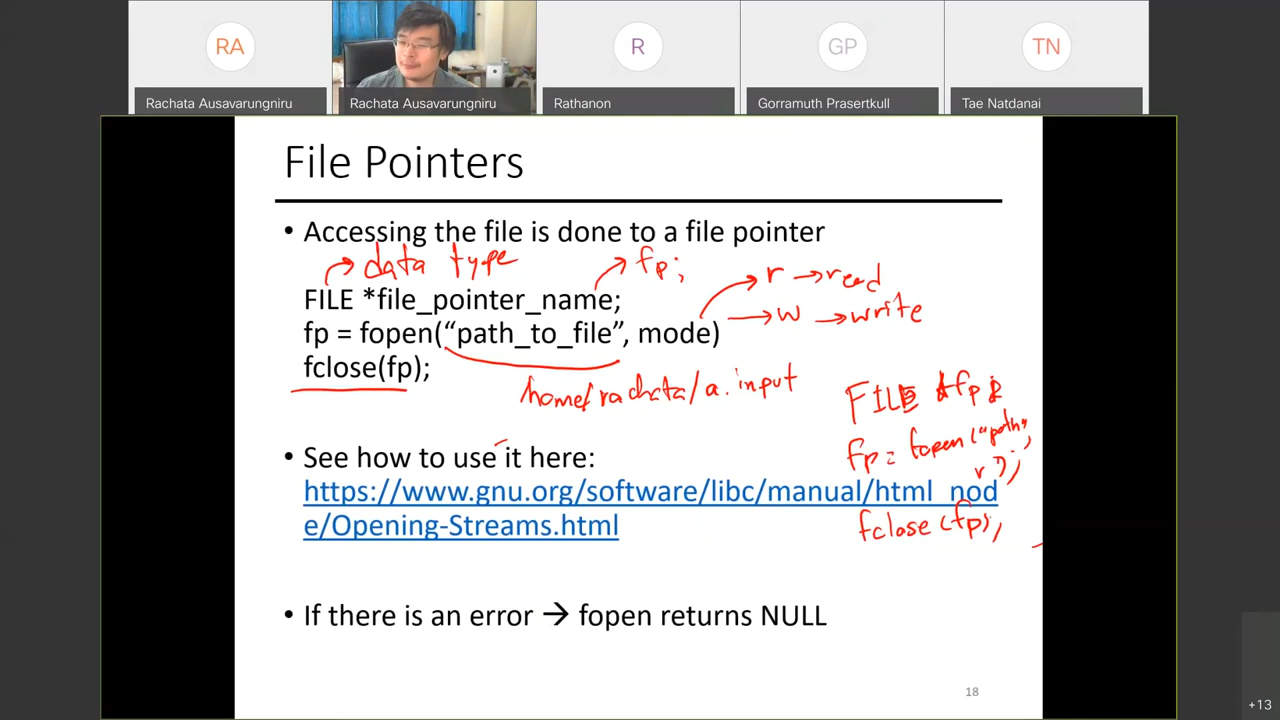 RA
R
GP
TN
Rachata Ausavarungniru
Rachata Ausavarungniru
Rathanon
Gorramuth Prasertkull
Tae Natdanai
File Pointers
• Accessing the file is done to a file pointer
data type
fp;
r → read
FILE *file_pointer_name;
w → write
fp = fopen(“path_to_file”, mode)
fclose(fp);
home/rachata/a.input
FILE *fp;
fp = fopen("path",
r");
• See how to use it here:
https://www.gnu.org/software/libc/manual/html_nod
e/Opening-Streams.html
fclose(fp);
• If there is an error → fopen returns NULL
18
+13